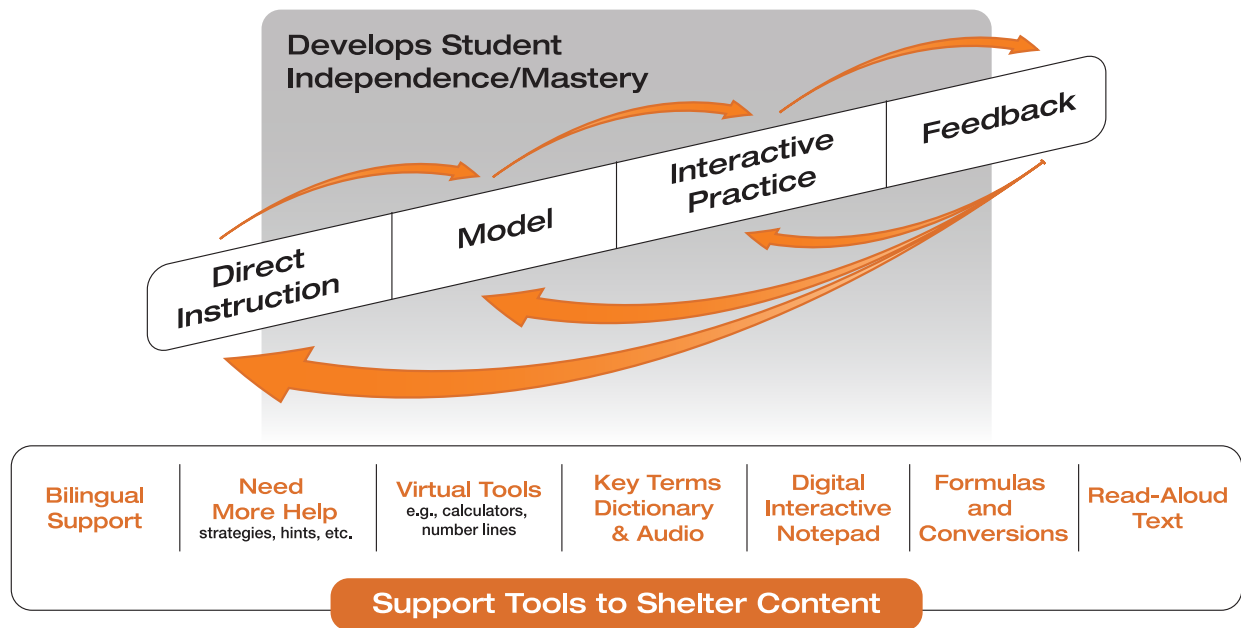 Develops Student
Independence/Mastery
Direct
Instruction
Model
Interactive
Practice
Feedback
Bilingual
Support
Need
More Help
strategies, hints, etc.
Virtual Tools
e.g., calculators,
number lines
Key Terms
Dictionary
& Audio
Digital
Interactive
Notepad
Formulas
and
Conversions
Read-Aloud
Text
Support Tools to Shelter Content